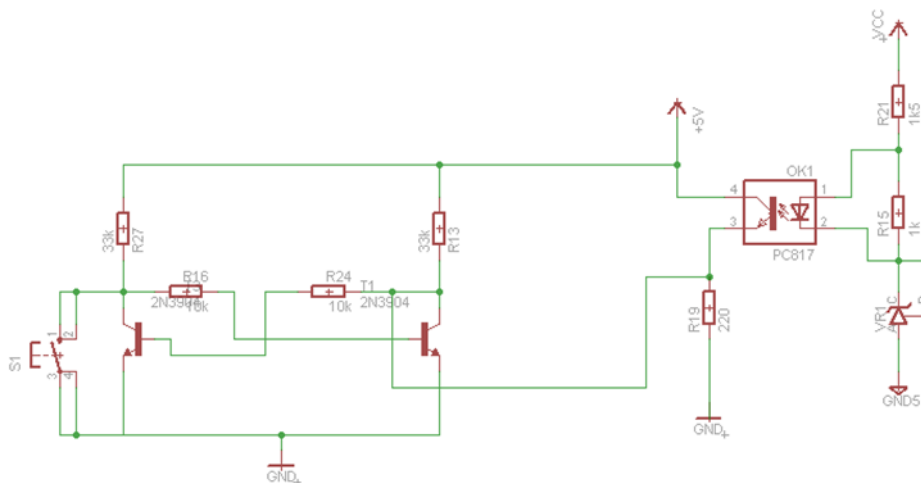 VCC
R21
1k5
+5V
OK1
4
1
3
2
PC817
R15
1k
33k
R27
33k
R13
R16
10k
2N3904
R24
10k
T1
2N3904
R19
220
VR1
C
A
S1
1
2
3
4
GND
GND
GND5